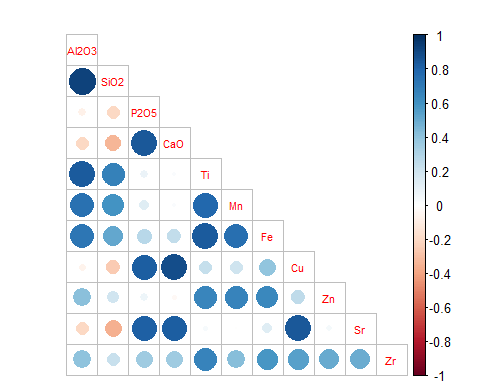 Al2O3
SiO2
P2O5
CaO
Ti
Mn
Fe
Cu
Zn
Sr
Zr
1
0.8
0.6
0.4
0.2
0
-0.2
-0.4
-0.6
-0.8
-1